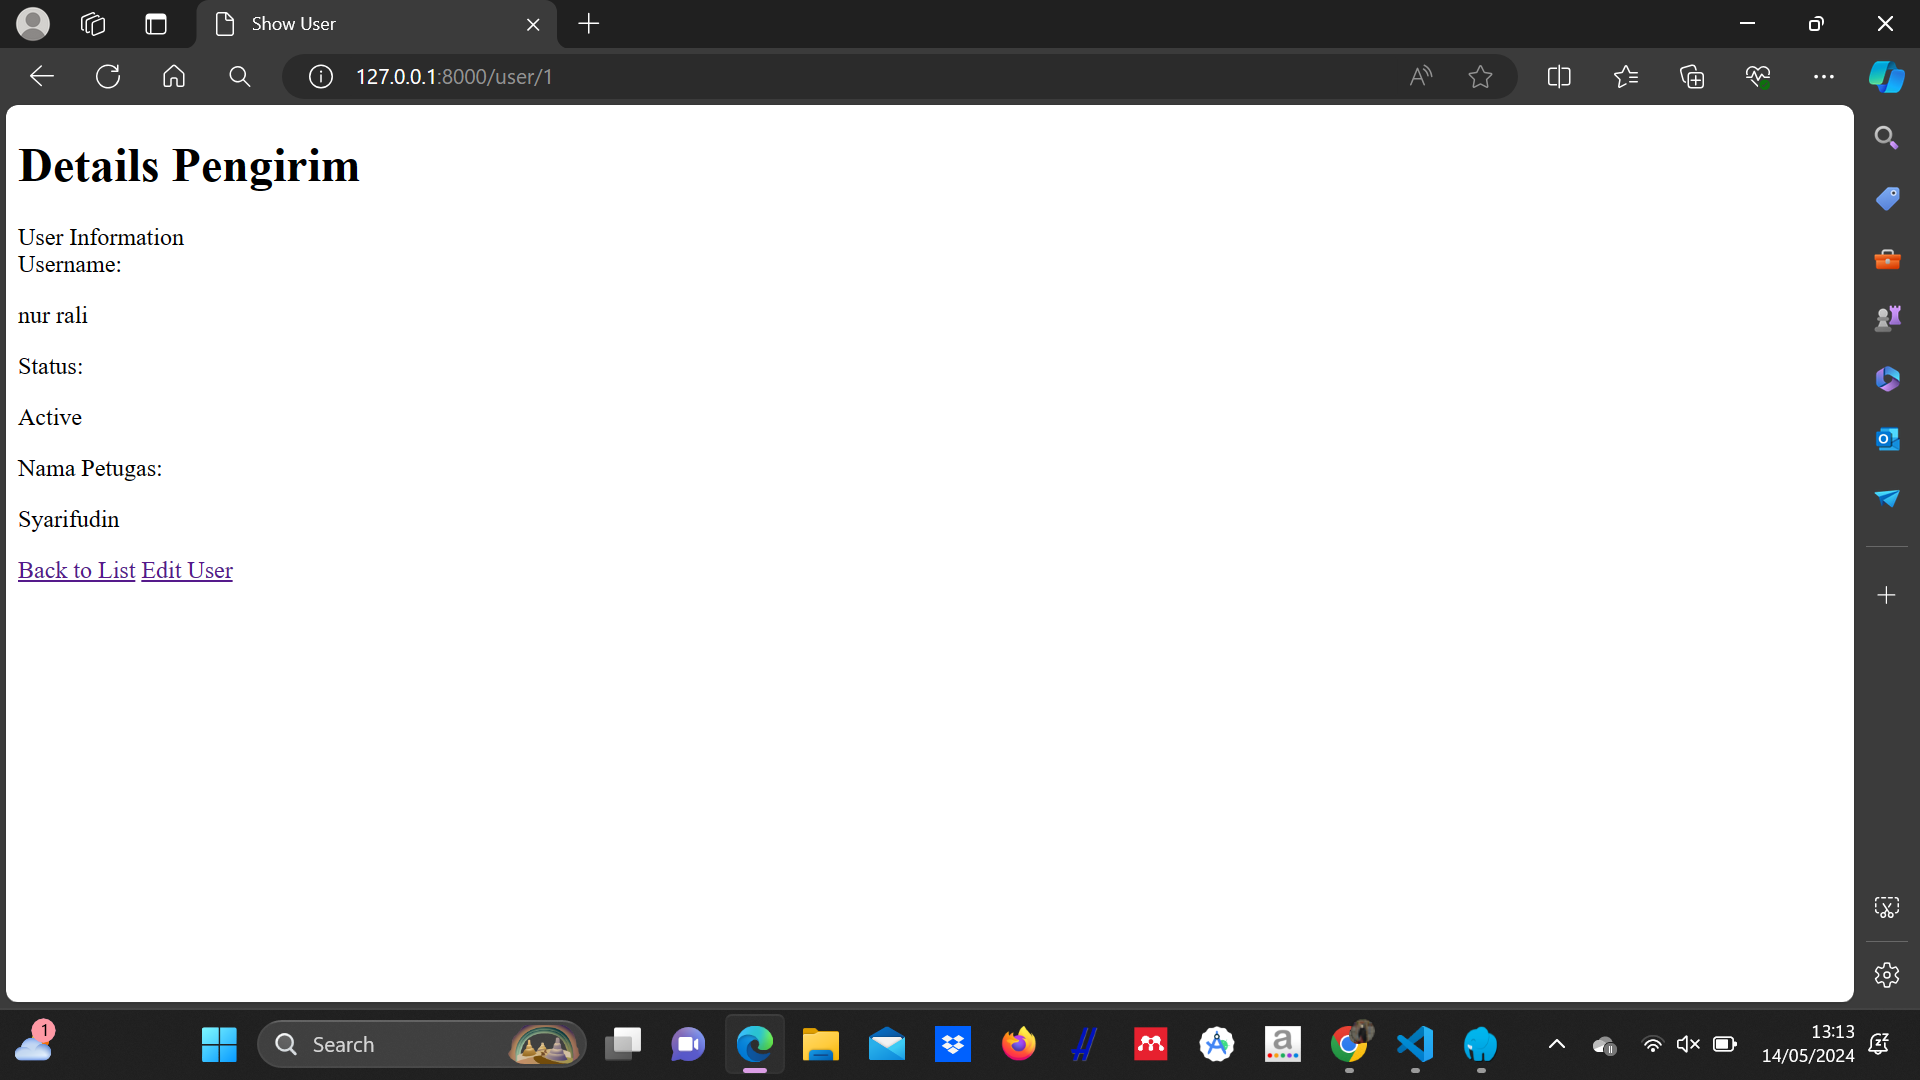 Show User
127.0.0.1:8000/user/1
Details Pengirim
User Information
Username:
nur rali
Status:
Active
Nama Petugas:
Syarifudin
Back to List Edit User
1
Search
13:13
14/05/2024